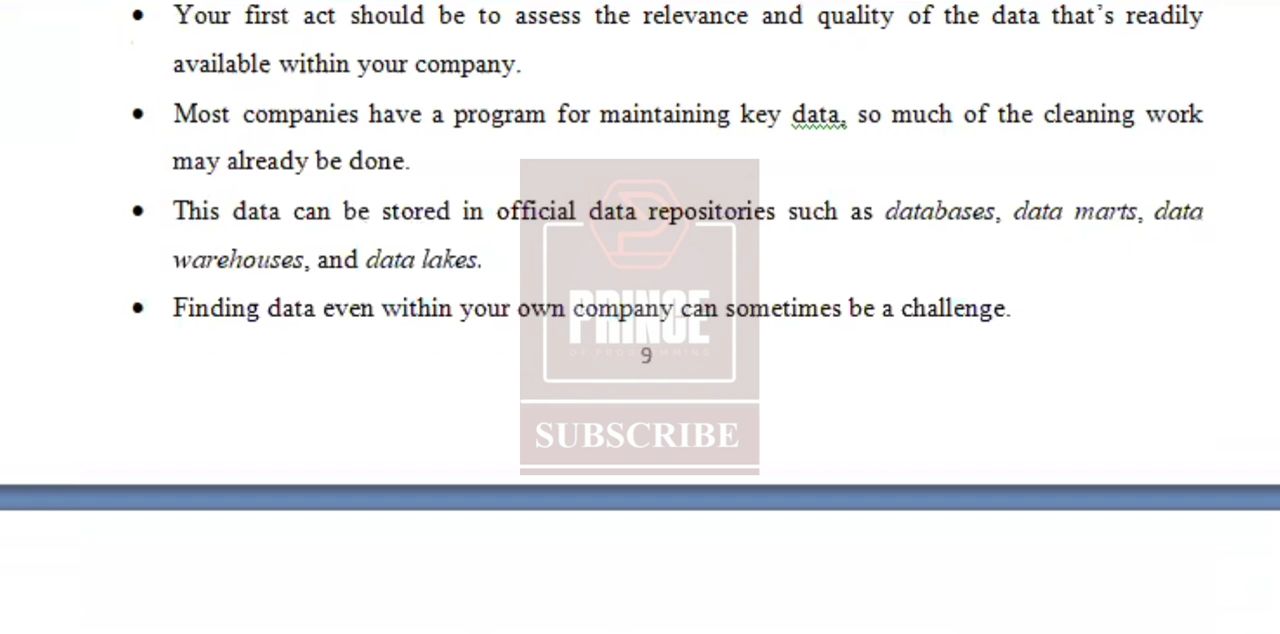 • Your first act should be to assess the relevance and quality of the data that's readily
available within your company.
• Most companies have a program for maintaining key data, so much of the cleaning work
may already be done.
• This data can be stored in official data repositories such as databases, data marts, data
warehouses, and data lakes.
• Finding data even within your own company can sometimes be a challenge.
PRINCE
OF PROGRAMMING
9
SUBSCRIBE